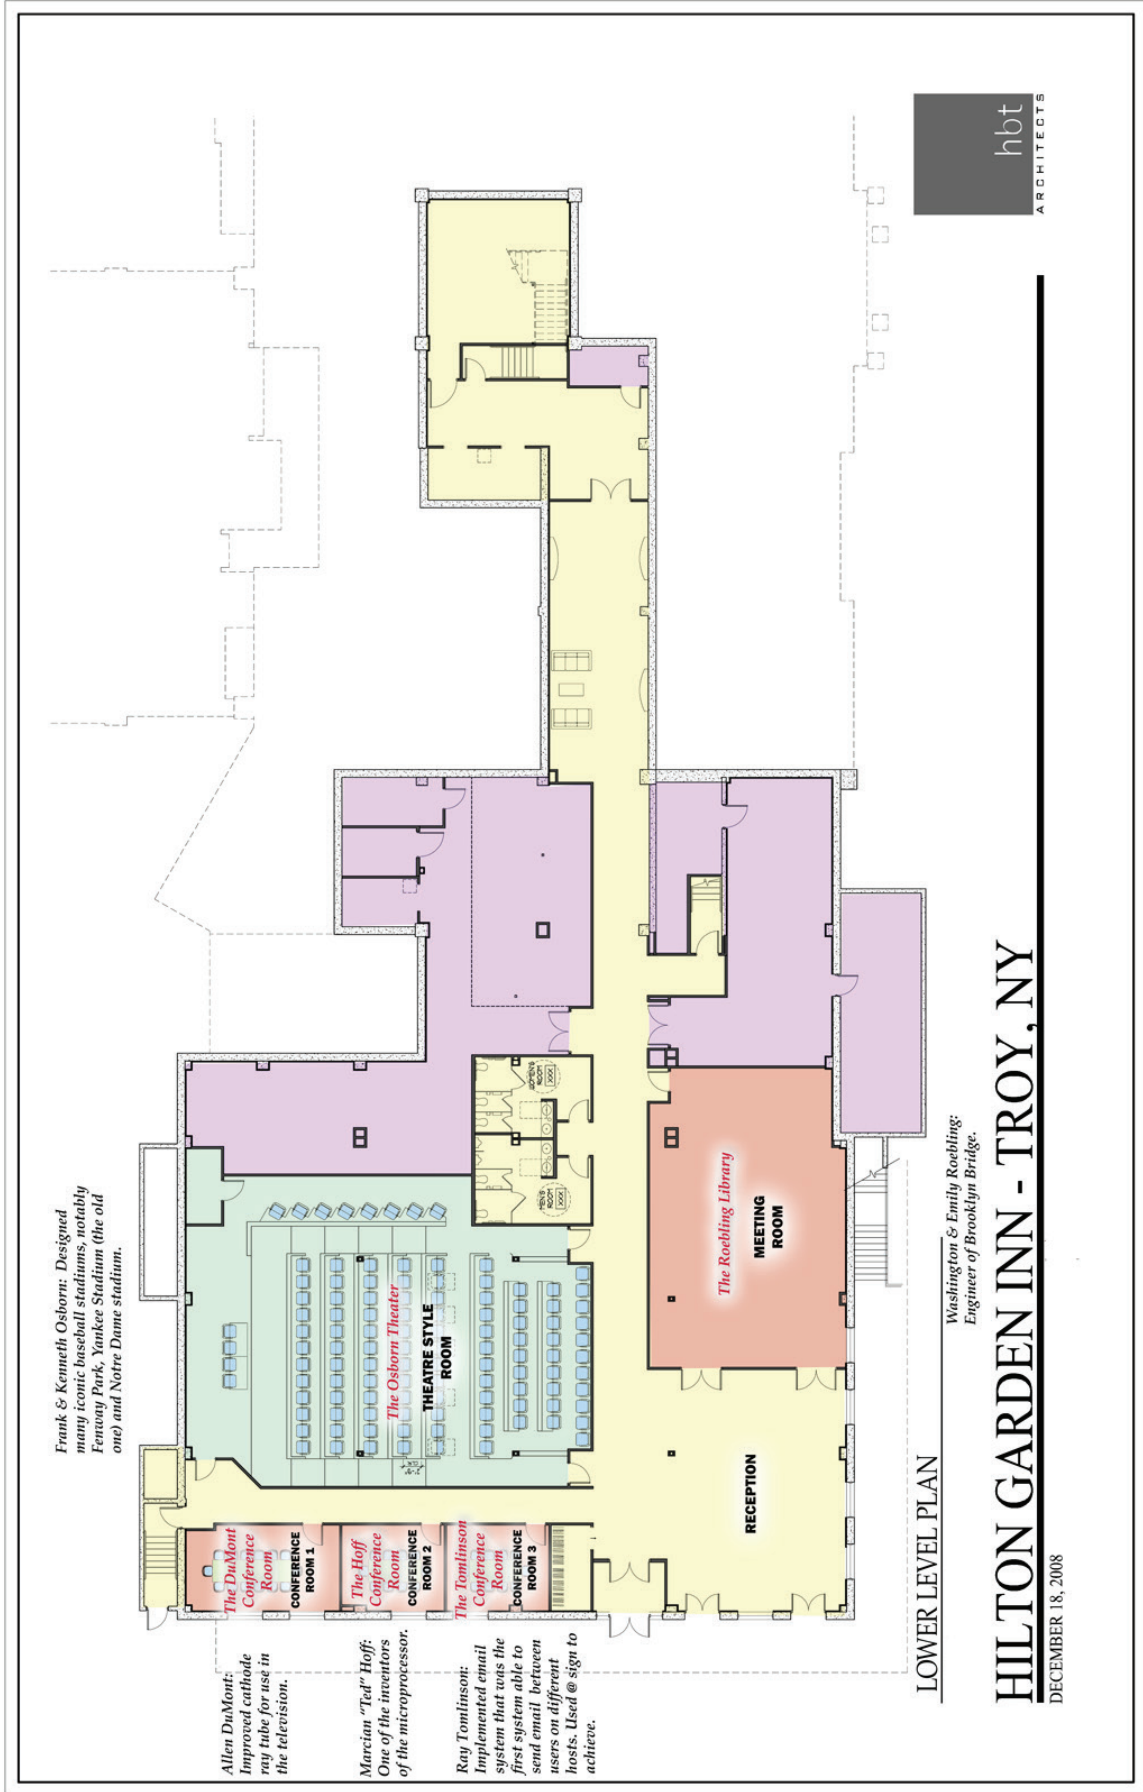 Frank & Kenneth Osborn: Designed
many iconic baseball stadiums, notably
Fenway Park, Yankee Stadium (the old
one) and Notre Dame stadium.
Allen DuMont:
Improved cathode
ray tube for use in
the television.
Marcian "Ted" Hoff:
One of the inventors
of the microprocessor.
Ray Tomlinson:
Implemented email
system that was the
first system able to
send email between
users on different
hosts. Used @ sign to
achieve.
The DuMont
Conference
Room
CONFERENCE
ROOM 1
The Hoff
Conference
Room
CONFERENCE
ROOM 2
The Tomlinson
Conference
Room
CONFERENCE
ROOM 3
The Osborn Theater
THEATRE STYLE
ROOM
MEN'S
ROOM
XXX
WOMEN'S
ROOM
XXX
The Roebling Library
MEETING
ROOM
RECEPTION
Washington & Emily Roebling:
Engineer of Brooklyn Bridge.
LOWER LEVEL PLAN
HILTON GARDEN INN - TROY, NY
DECEMBER 18, 2008
hbt
ARCHITECTS